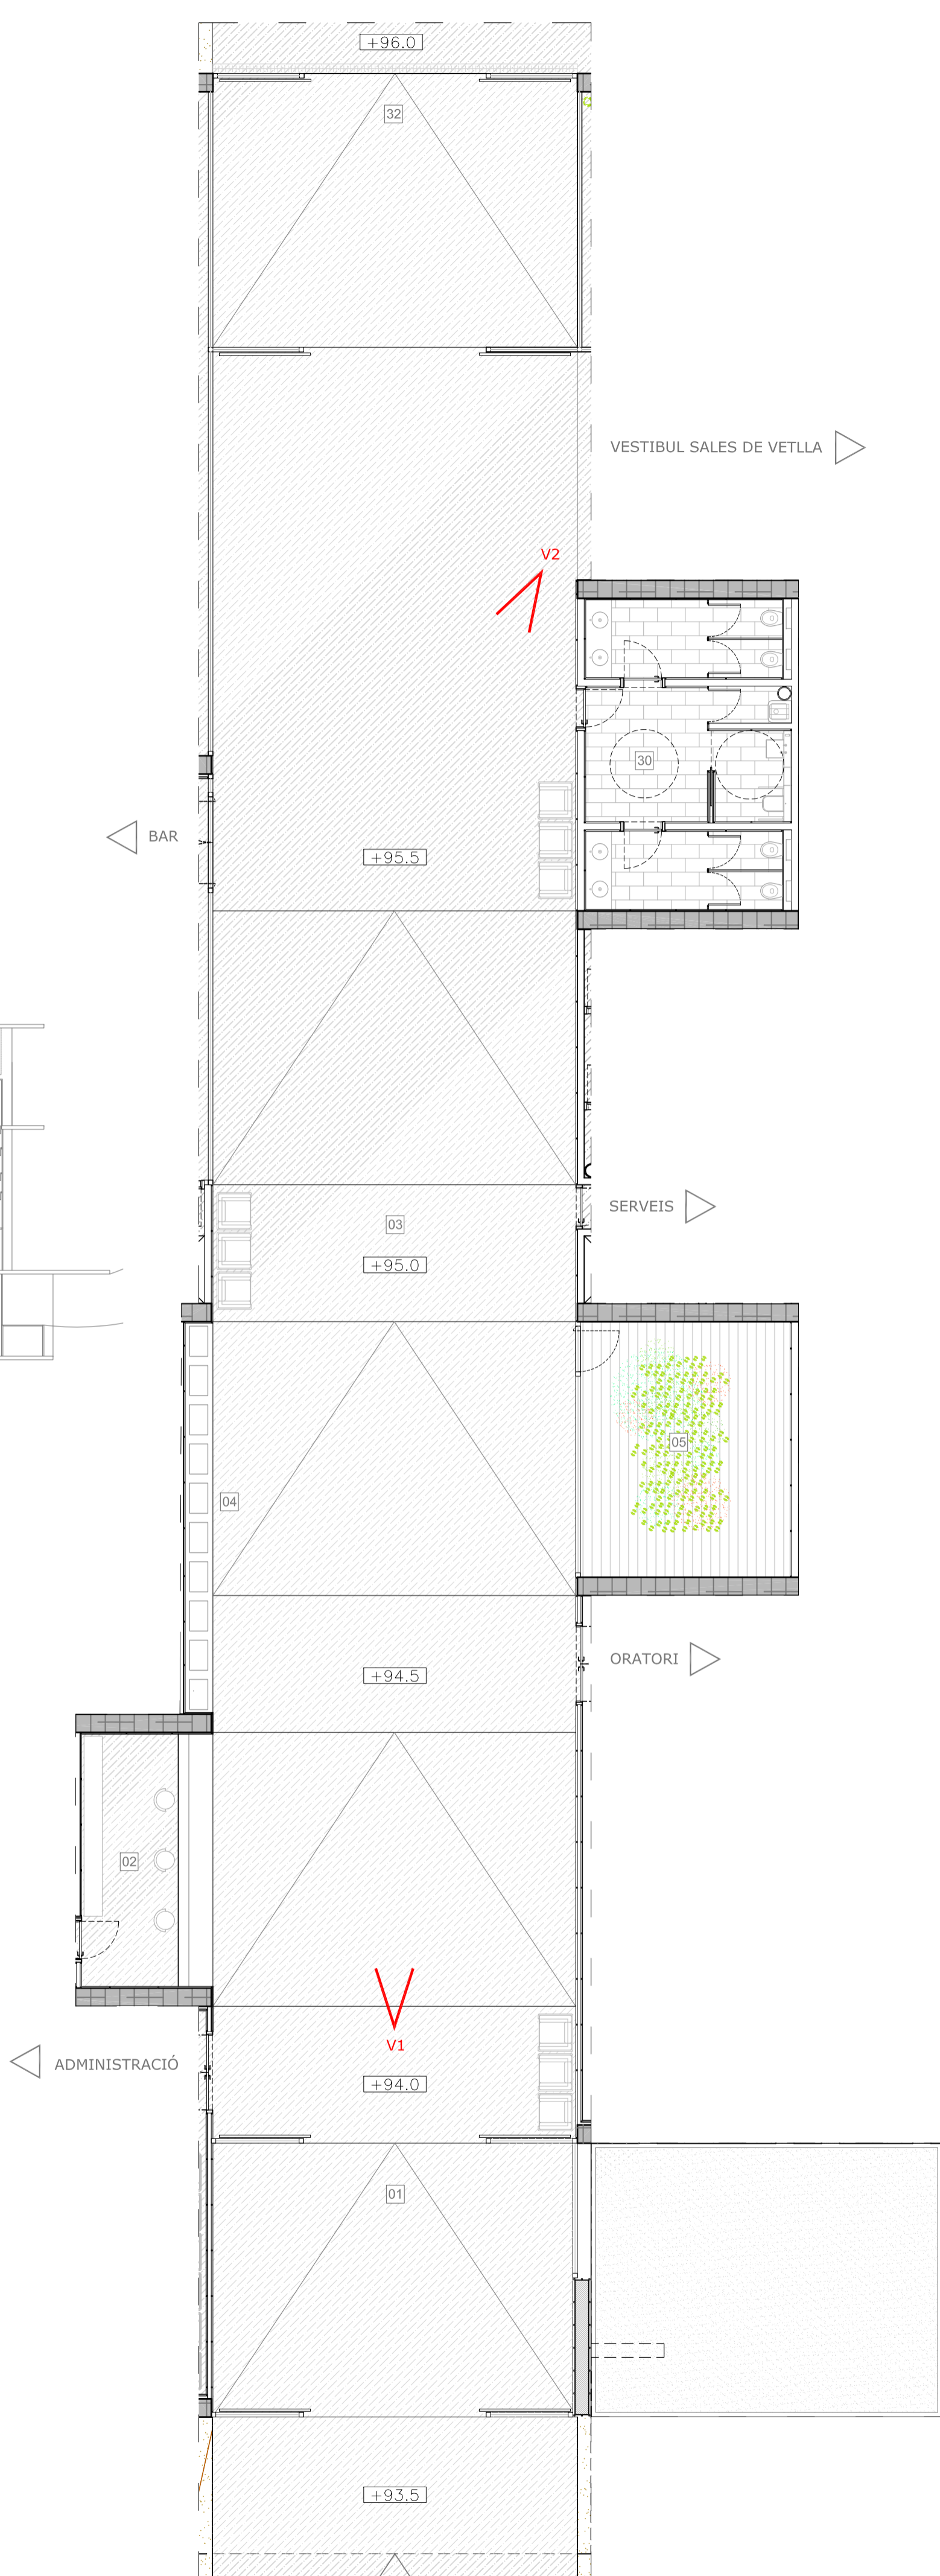 +96.0
32
VESTIBUL SALES DE VETLLA
V2
30
BAR
+95.5
SERVEIS
03
+95.0
05
04
ORATORI
+94.5
02
V1
ADMINISTRACIÓ
+94.0
01
+93.5